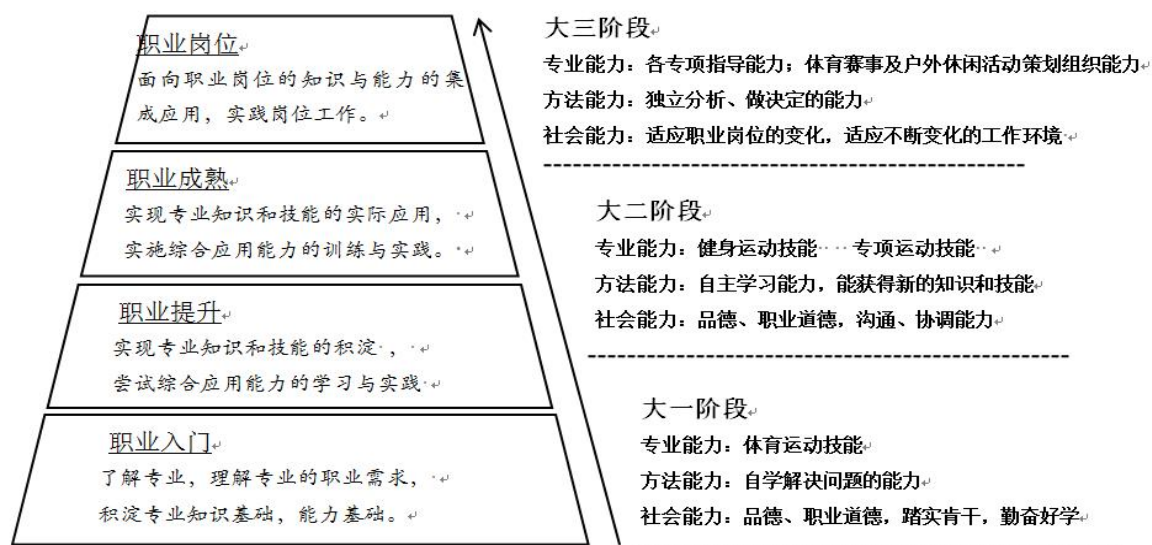 职业岗位
面向职业岗位的知识与能力的集
成应用，实践岗位工作。
职业成熟
实现专业知识和技能的实际应用，
实施综合应用能力的训练与实践。
职业提升
实现专业知识和技能的积淀，
尝试综合应用能力的学习与实践
职业入门
了解专业，理解专业的职业需求，
积淀专业知识基础，能力基础。
大三阶段
专业能力：各专项指导能力；体育赛事及户外休闲活动策划组织能力
方法能力：独立分析、做决定的能力
社会能力：适应职业岗位的变化，适应不断变化的工作环境
大二阶段
专业能力：健身运动技能 专项运动技能
方法能力：自主学习能力，能获得新的知识和技能
社会能力：品德、职业道德，沟通、协调能力
大一阶段
专业能力：体育运动技能
方法能力：自学解决问题的能力
社会能力：品德、职业道德，踏实肯干，勤奋好学